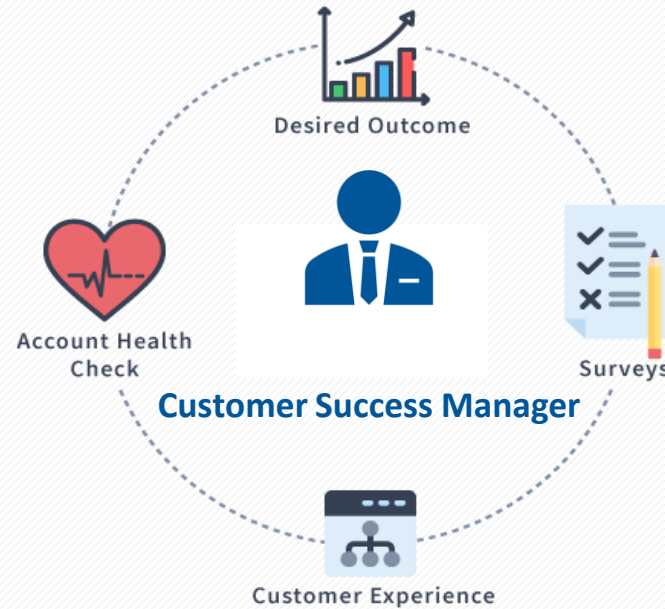 Desired Outcome
Account Health
Check
Surveys
Customer Success Manager
Customer Experience